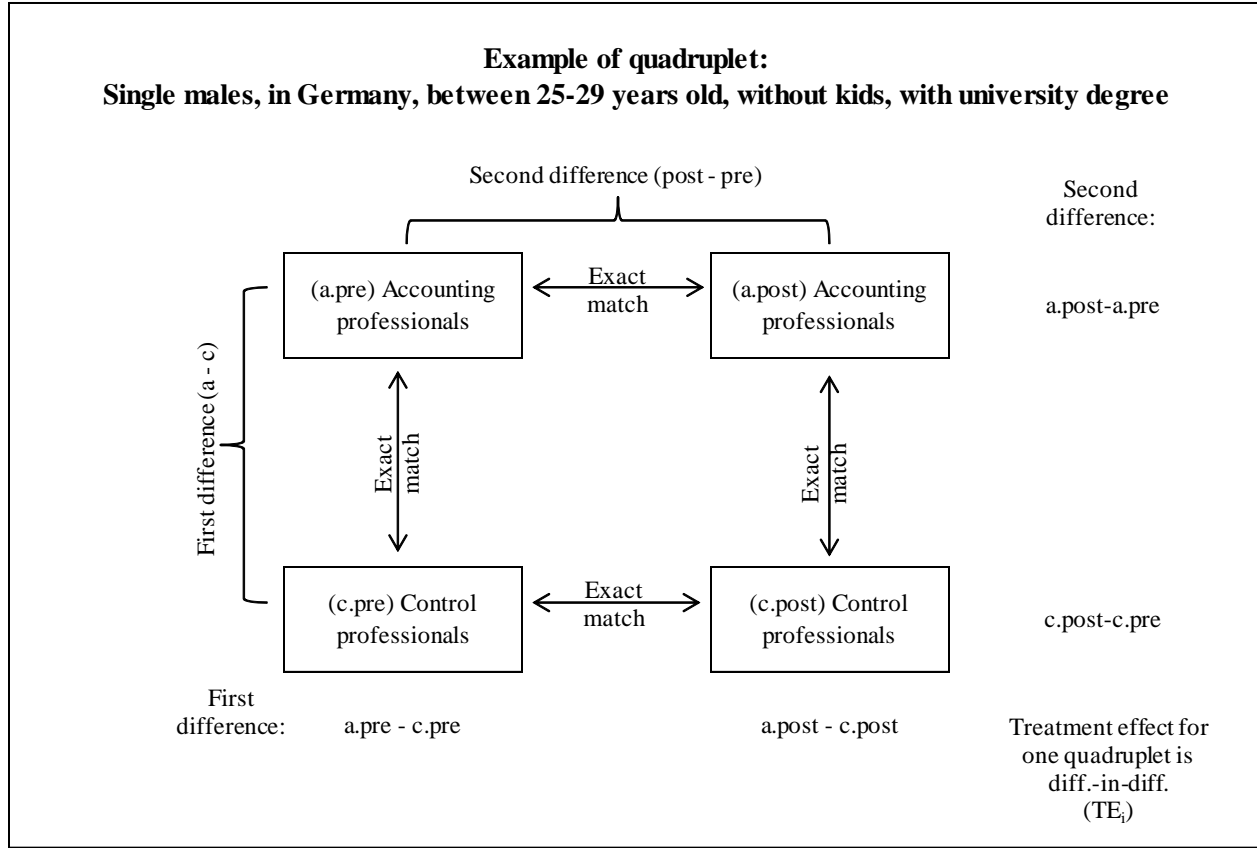 Example of quadruplet:
Single males, in Germany, between 25-29 years old, without kids, with university degree
Second difference (post - pre)
Second
difference:
(a.pre) Accounting
professionals
Exact
match
(a.post) Accounting
professionals
a.post-a.pre
First difference (a - c)
Exact
match
Exact
match
(c.pre) Control
professionals
Exact
match
(c.post) Control
professionals
c.post-c.pre
First
difference:
a.pre - c.pre
a.post - c.post
Treatment effect for
one quadruplet is
diff.-in-diff.
(TEi)